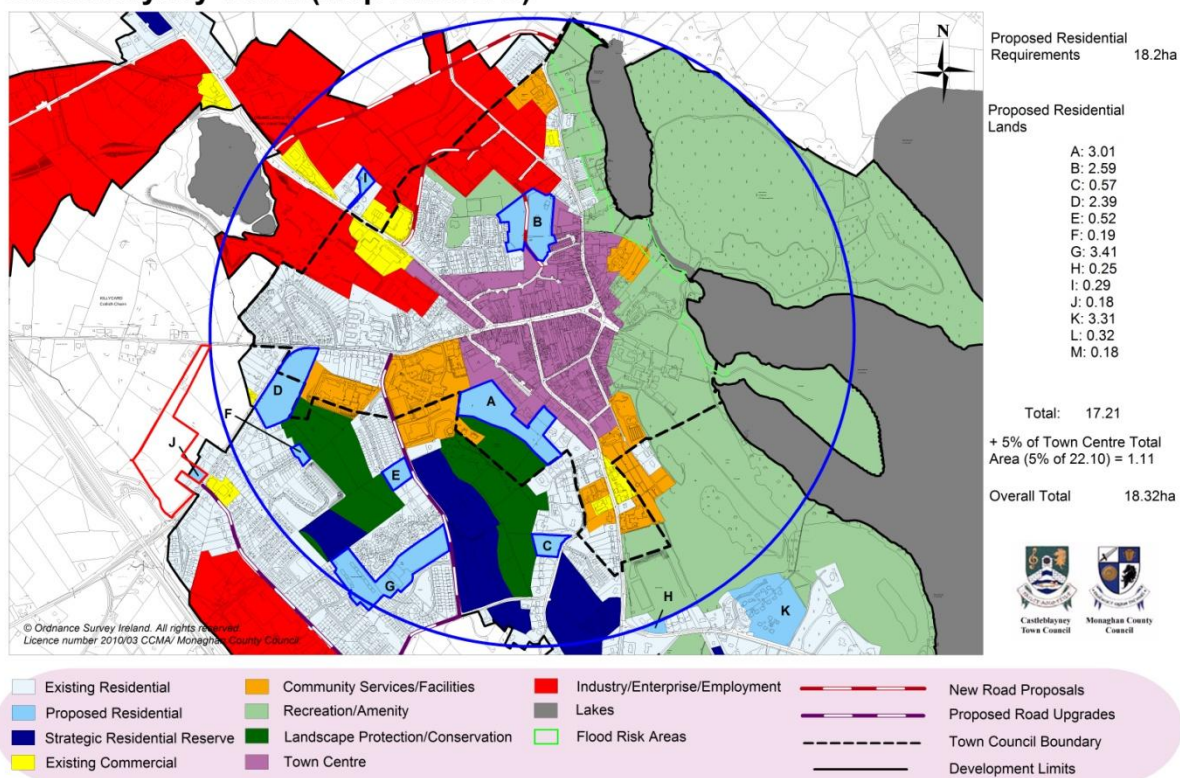 N
Proposed Residential
Requirements 18.2ha
Proposed Residential
Lands
A: 3.01
B: 2.59
C: 0.57
D: 2.39
E: 0.52
F: 0.19
G: 3.41
H: 0.25
I: 0.29
J: 0.18
K: 3.31
L: 0.32
M: 0.18
Total: 17.21
+ 5% of Town Centre Total
Area (5% of 22.10) = 1.11
Overall Total 18.32ha
Castleblayney
Town Council
Monaghan County
Council
I
B
A
D
F
J
E
C
G
H
K
© Ordnance Survey Ireland. All rights reserved.
Licence number 2010/03 CCMA/ Monaghan County Council
Existing Residential
Proposed Residential
Strategic Residential Reserve
Existing Commercial
Community Services/Facilities
Recreation/Amenity
Landscape Protection/Conservation
Town Centre
Industry/Enterprise/Employment
Lakes
Flood Risk Areas
New Road Proposals
Proposed Road Upgrades
Town Council Boundary
Development Limits